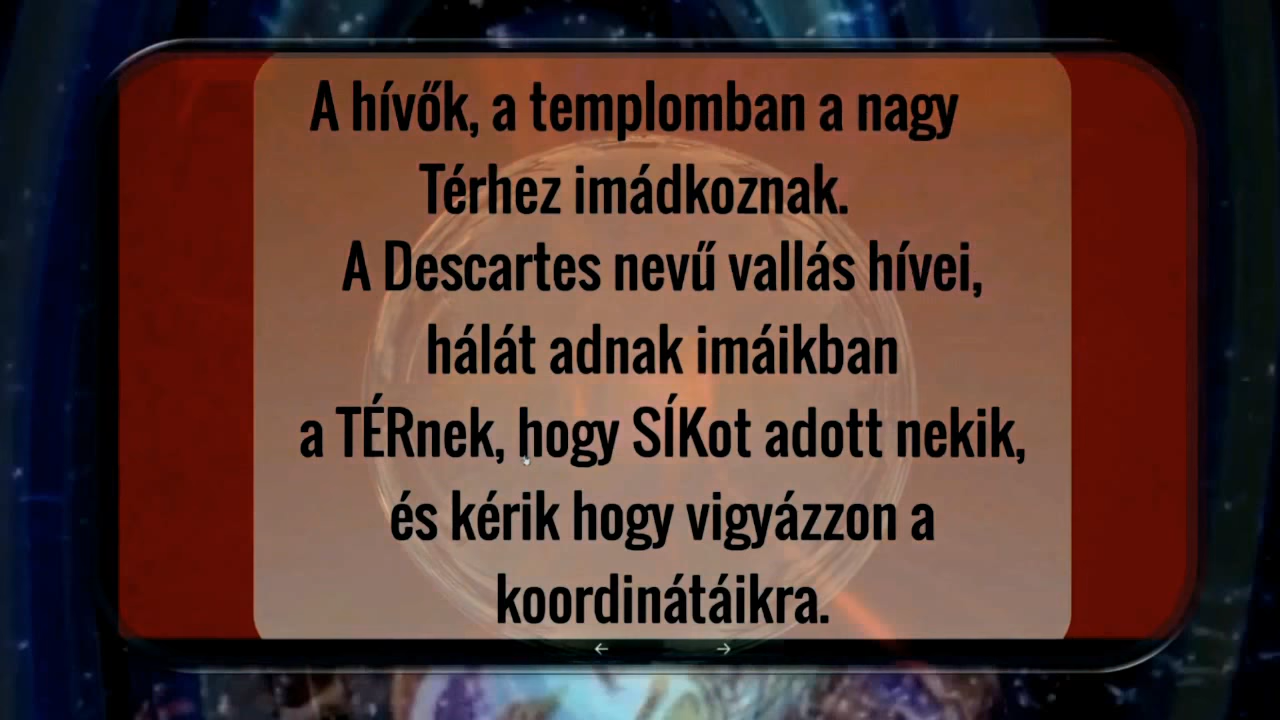 A hívők, a templomban a nagy
Térhez imádkoznak.
A Descartes nevű vallás hívei,
hálát adnak imáikban
a TÉRnek, hogy SÍKot adott nekik,
és kérik hogy vigyázzon a
koordinátáikra.